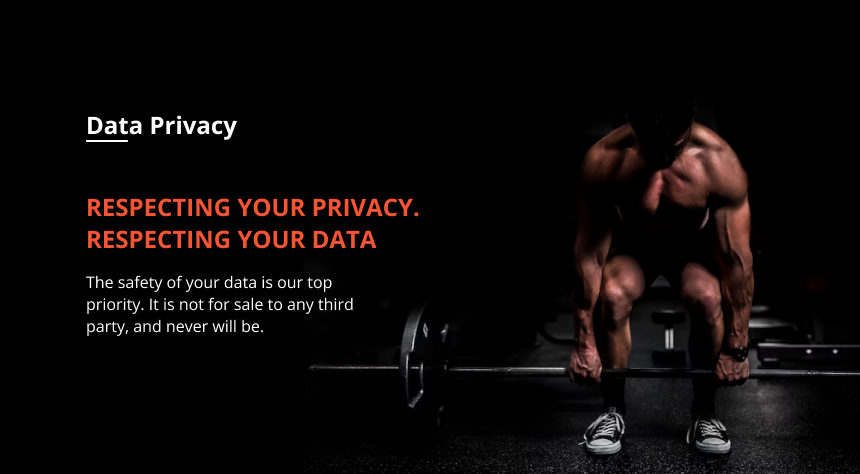 Data Privacy
RESPECTING YOUR PRIVACY.
RESPECTING YOUR DATA
The safety of your data is our top
priority. It is not for sale to any third
party, and never will be.